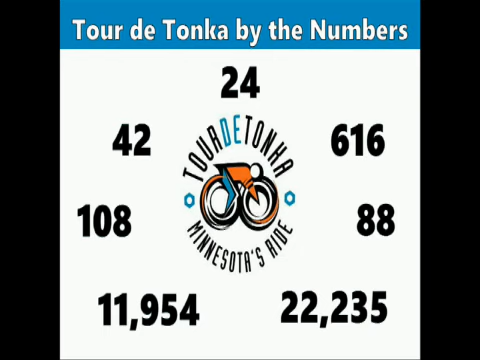 Tour de Tonka by the Numbers
24
42
616
TOURDETONKA
108
88
MINNESOTA'S RIDE
11,954
22,235